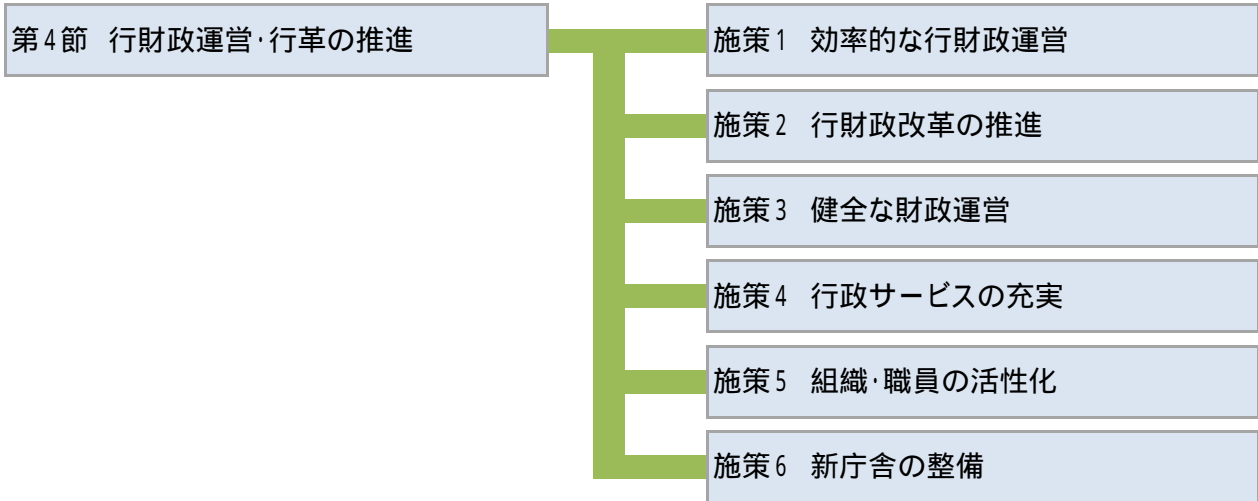 第4節 行財政運営･行革の推進
施策1 効率的な行財政運営
施策2 行財政改革の推進
施策3 健全な財政運営
施策4 行政サービスの充実
施策5 組織･職員の活性化
施策6 新庁舎の整備